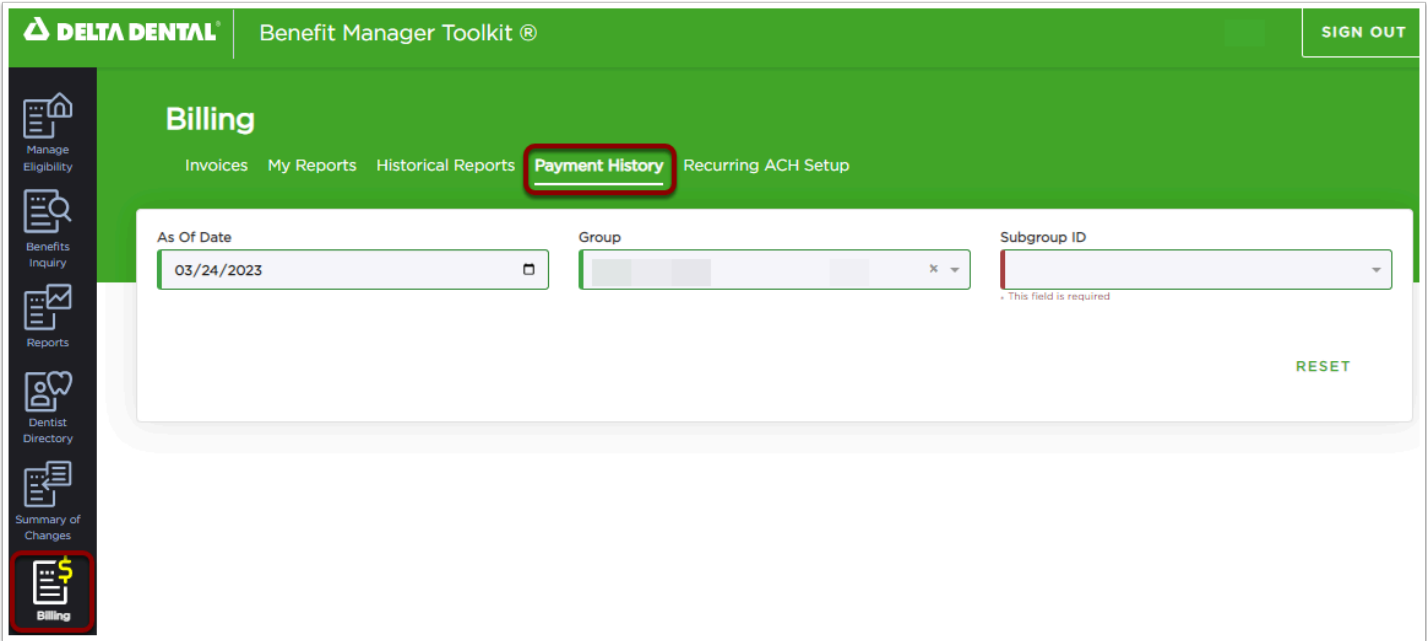 DELTA DENTAL® Benefit Manager Toolkit ® SIGN OUT
Manage
Eligibility
Benefits
Inquiry
Reports
Dentist
Directory
Summary of
Changes
Billing
Billing
Invoices My Reports Historical Reports Payment History Recurring ACH Setup
As Of Date Group Subgroup ID
03/24/2023
* This field is required
RESET